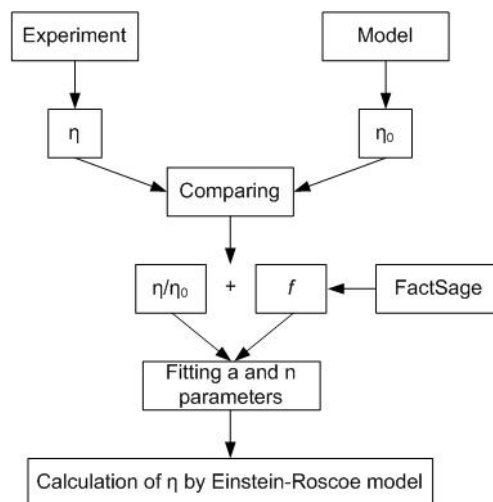 Experiment
Model
η
η₀
Comparing
η/η₀
+
f
FactSage
Fitting a and n
parameters
Calculation of η by Einstein-Roscoe model